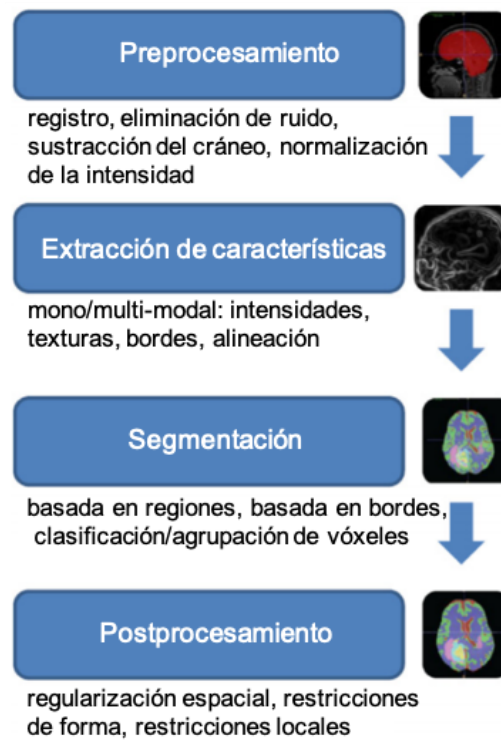 Preprocesamiento
registro, eliminación de ruido,
sustracción del cráneo, normalización
de la intensidad
Extracción de características
mono/multi-modal: intensidades,
texturas, bordes, alineación
Segmentación
basada en regiones, basada en bordes,
clasificación/agrupación de vóxeles
Postprocesamiento
regularización espacial, restricciones
de forma, restricciones locales